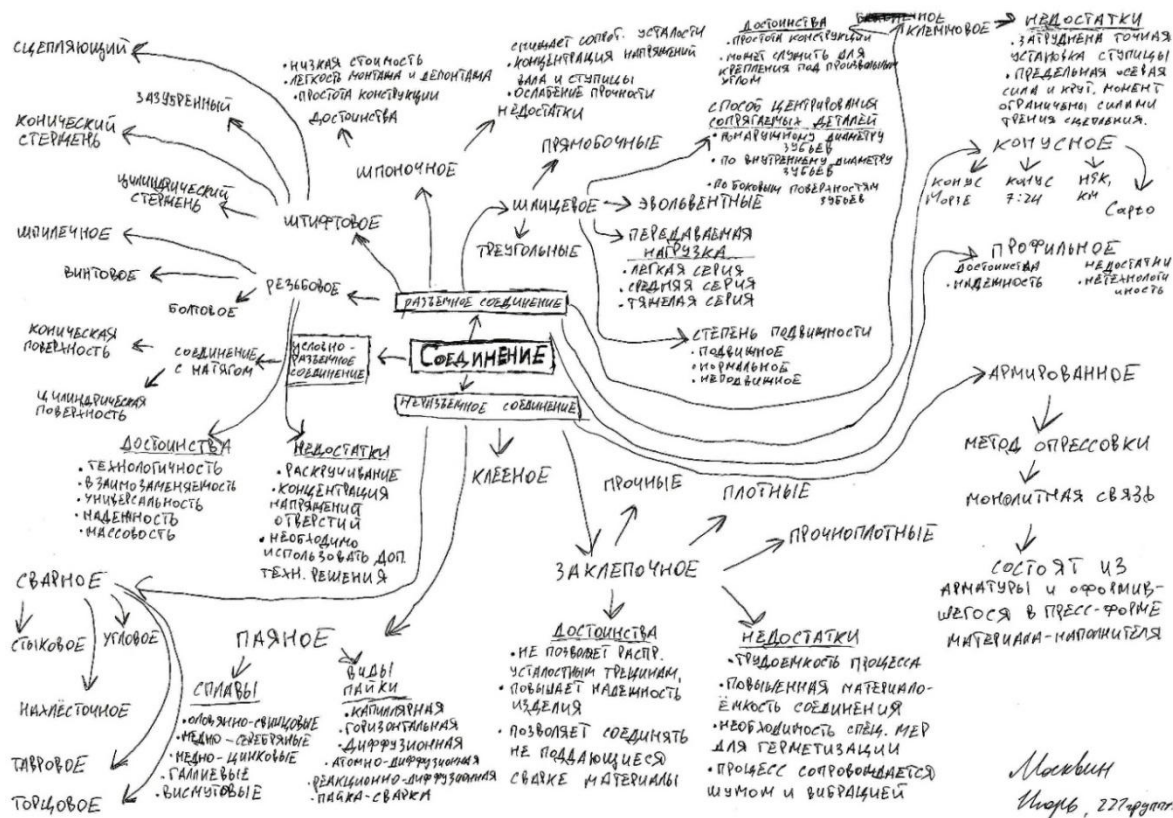 СЦЕПЛЯЮЩИЙ
ЗАЗУБРЕННЫЙ
КОНИЧЕСКИЙ
СТЕРЖЕНЬ
ЦИЛИНДРИЧЕСКИЙ
СТЕРЖЕНЬ
ШТИФТОВОЕ
• НИЗКАЯ СТОИМОСТЬ
• ЛЕГКОСТЬ МОНТАЖА И ДЕМОНТАЖА
• ПРОСТОТА КОНСТРУКЦИИ
ДОСТОИНСТВА
СНИЖАЕТ СОПРОТ. УСТАЛОСТИ
• КОНЦЕНТРАЦИЯ НАПРЯЖЕНИЙ
ВАЛА И СТУПИЦЫ
• ОСЛАБЛЕНИЕ ПРОЧНОСТИ
НЕДОСТАТКИ
ШПОНОЧНОЕ
ПРЯМОБОЧНЫЕ
ШЛИЦЕВОЕ
ЭВОЛЬВЕНТНЫЕ
ТРЕУГОЛЬНЫЕ
ПЕРЕДАВАЕМАЯ
НАГРУЗКА
• ЛЕГКАЯ СЕРИЯ
• СРЕДНЯЯ СЕРИЯ
• ТЯЖЕЛАЯ СЕРИЯ
ДОСТОИНСТВА
• ПРОСТОТА КОНСТРУКЦИИ
• МОЖЕТ СЛУЖИТЬ ДЛЯ
КРЕПЛЕНИЯ ПОД ПРОИЗВОЛЬНЫМ
УГЛОМ
СПОСОБ ЦЕНТРИРОВАНИЯ
СОПРЯГАЕМЫХ ДЕТАЛЕЙ
• ПО НАРУЖНОМУ ДИАМЕТРУ
ЗУБЬЕВ
• ПО ВНУТРЕННЕМУ ДИАМЕТРУ
ЗУБЬЕВ
• ПО БОКОВЫМ ПОВЕРХНОСТЯМ
ЗУБЬЕВ
КЛЕММОВОЕ
НЕДОСТАТКИ
• ЗАТРУДНЕНА ТОЧНАЯ
УСТАНОВКА СТУПИЦЫ
• ПРЕДЕЛЬНАЯ ОСЕВАЯ
СИЛА И КРУТ. МОМЕНТ
ОГРАНИЧЕНЫ СИЛАМИ
ТРЕНИЯ СЦЕПЛЕНИЯ.
КОНУСНОЕ
КОНУС
МОРЗЕ
КОНУС
7:24
HSK,
KM
Capto
ПРОФИЛЬНОЕ
ДОСТОИНСТВА
• НАДЕЖНОСТЬ
НЕДОСТАТКИ
• НЕТЕХНОЛОГИ
ЧНОСТЬ
СТЕПЕНЬ ПОДВИЖНОСТИ
• ПОДВИЖНОЕ
• НОРМАЛЬНОЕ
• НЕПОДВИЖНОЕ
ШПИЛЕЧНОЕ
ВИНТОВОЕ
БОЛТОВОЕ
РЕЗЬБОВОЕ
РАЗЪЕМНОЕ СОЕДИНЕНИЕ
СОЕДИНЕНИЕ
НЕРАЗЪЕМНОЕ СОЕДИНЕНИЕ
УСЛОВНО-
РАЗЪЕМНОЕ
СОЕДИНЕНИЕ
СОЕДИНЕНИЕ
С НАТЯГОМ
КОНИЧЕСКАЯ
ПОВЕРХНОСТЬ
ЦИЛИНДРИЧЕСКАЯ
ПОВЕРХНОСТЬ
ДОСТОИНСТВА
• ТЕХНОЛОГИЧНОСТЬ
• ВЗАИМОЗАМЕНЯЕМОСТЬ
• УНИВЕРСАЛЬНОСТЬ
• НАДЕЖНОСТЬ
• МАССОВОСТЬ
НЕДОСТАТКИ
• РАСКРУЧИВАНИЕ
• КОНЦЕНТРАЦИЯ
НАПРЯЖЕНИЙ
ОТВЕРСТИЙ
• НЕОБХОДИМО
ИСПОЛЬЗОВАТЬ ДОП.
ТЕХН. РЕШЕНИЯ
КЛЕЕНОЕ
ПРОЧНЫЕ
ПЛОТНЫЕ
ПРОЧНОПЛОТНЫЕ
ЗАКЛЕПОЧНОЕ
ДОСТОИНСТВА
• НЕ ПОЗВОЛЯЕТ РАСПР.
УСТАЛОСТНЫМ ТРЕЩИНАМ,
• ПОВЫШАЕТ НАДЕЖНОСТЬ
ИЗДЕЛИЯ
• ПОЗВОЛЯЕТ СОЕДИНЯТЬ
НЕ ПОДДАЮЩИЕСЯ
СВАРКЕ МАТЕРИАЛЫ
НЕДОСТАТКИ
• ТРУДОЕМКОСТЬ ПРОЦЕССА
• ПОВЫШЕННАЯ МАТЕРИАЛО-
ЁМКОСТЬ СОЕДИНЕНИЯ
• НЕОБХОДИМОСТЬ СПЕЦ. МЕР
ДЛЯ ГЕРМЕТИЗАЦИИ
• ПРОЦЕСС СОПРОВОЖДАЕТСЯ
ШУМОМ И ВИБРАЦИЕЙ
АРМИРОВАННОЕ
МЕТОД ОПРЕССОВКИ
МОНОЛИТНАЯ СВЯЗЬ
СОСТОЯТ ИЗ
АРМАТУРЫ И ОФОРМИВ-
ШЕГОСЯ В ПРЕСС-ФОРМЕ
МАТЕРИАЛА-НАПОЛНИТЕЛЯ
СВАРНОЕ
СТЫКОВОЕ
УГЛОВОЕ
НАХЛЁСТОЧНОЕ
ТАВРОВОЕ
ТОРЦОВОЕ
ПАЯНОЕ
СПЛАВЫ
• ОЛОВЯННО-СВИНЦОВЫЕ
• МЕДНО-СЕРЕБРЯНЫЕ
• МЕДНО-ЦИНКОВЫЕ
• ГАЛЛИЕВЫЕ
• ВИСМУТОВЫЕ
ВИДЫ
ПАЙКИ
• КАПИЛЛЯРНАЯ
• ГОРИЗОНТАЛЬНАЯ
• ДИФФУЗИОННАЯ
• АТОМНО-ДИФФУЗИОННАЯ
• РЕАКЦИОННО-ДИФФУЗИОННАЯ
• ПАЙКА-СВАРКА
Москвин
Игорь, 221 группа